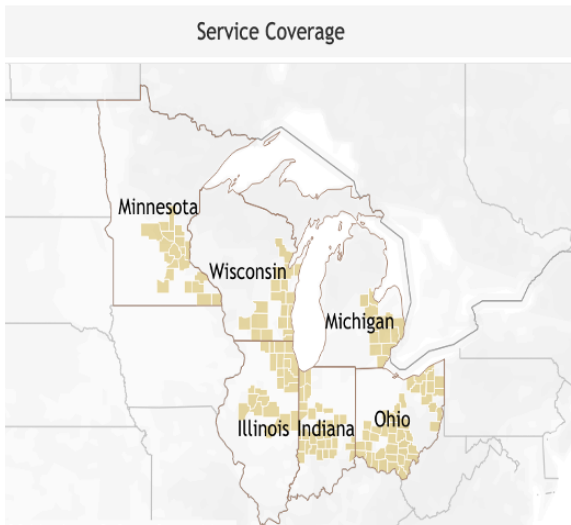 Service Coverage
Minnesota
Wisconsin
Michigan
Illinois
Indiana
Ohio